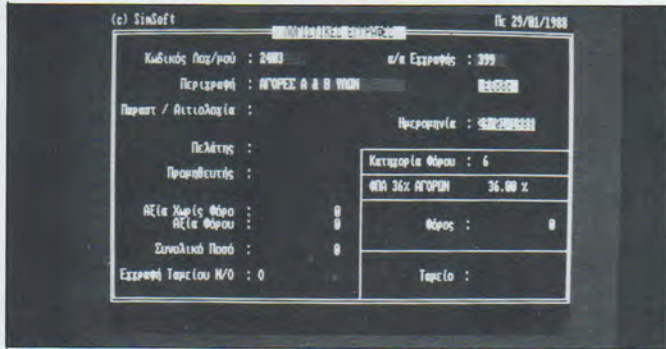 (c) SimSoft Πε 29/01/1988
ΛΟΓΙΣΤΙΚΕΣ ΕΓΓΡΑΦΕΣ
Κωδικός Λογ/μού : 2403 α/α Εγγραφής : 399
Περιγραφή : ΑΓΟΡΕΣ Α & Β ΥΛΩΝ
Παραστ / Αιτιολογία :
Ημερομηνία :
Πελάτης :
Κατηγορία Φόρου : 6
Προμηθευτής :
ΦΠΑ 36% ΑΓΟΡΩΝ 36.00 %
Αξία Χωρίς Φόρο : 0
Αξία Φόρου : 0 Φόρος : 0
Συνολικό Ποσό : 0
Εγγραφή Ταμείου Ν/Ο : Ο Ταμείο :